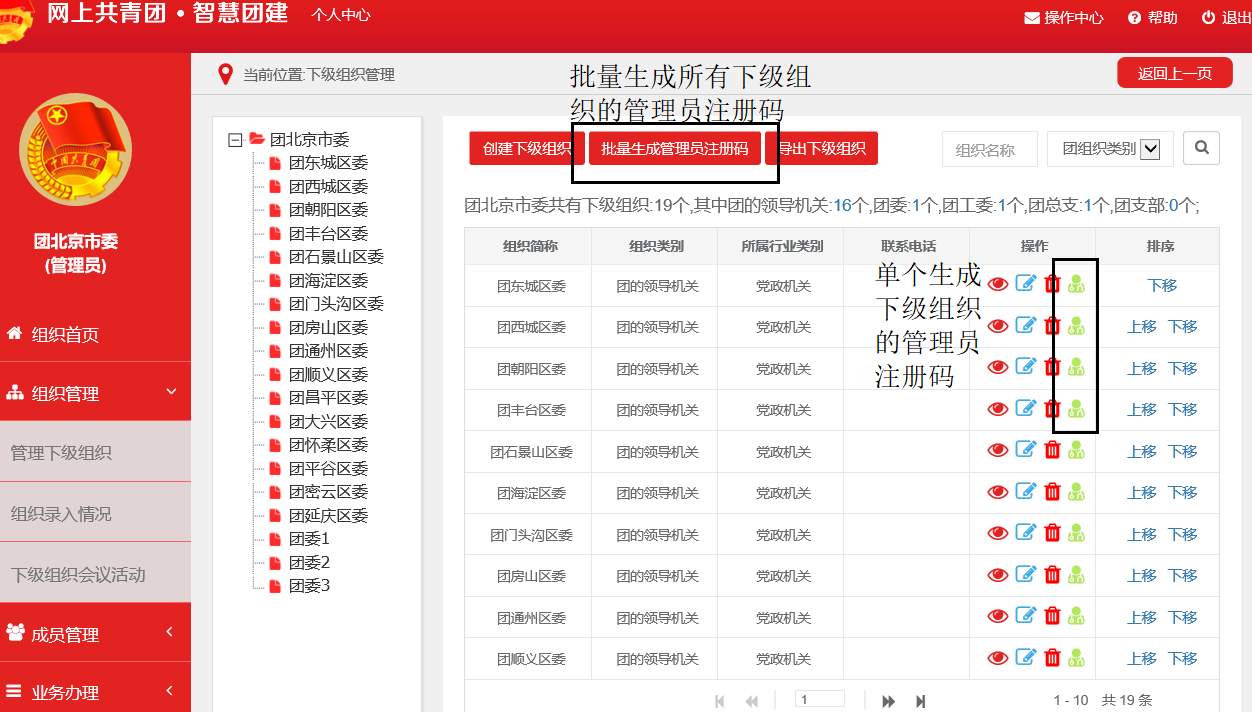 网上共青团·智慧团建 个人中心 操作中心 帮助 退出
当前位置:下级组织管理 返回上一页
批量生成所有下级组
织的管理员注册码
中国共青团
团北京市委
(管理员)
组织首页
组织管理
管理下级组织
组织录入情况
下级组织会议活动
成员管理
业务办理
团北京市委
团东城区委
团西城区委
团朝阳区委
团丰台区委
团石景山区委
团海淀区委
团门头沟区委
团房山区委
团通州区委
团顺义区委
团昌平区委
团大兴区委
团怀柔区委
团平谷区委
团密云区委
团延庆区委
团委1
团委2
团委3
创建下级组织 批量生成管理员注册码 导出下级组织 组织名称 团组织类别
团北京市委共有下级组织:19个,其中团的领导机关:16个,团委:1个,团工委:1个,团总支:1个,团支部:0个;
组织简称 组织类别 所属行业类别 联系电话 操作 排序
团东城区委 团的领导机关 党政机关 下移
团西城区委 团的领导机关 党政机关 上移 下移
团朝阳区委 团的领导机关 党政机关 上移 下移
团丰台区委 团的领导机关 党政机关 上移 下移
团石景山区委 团的领导机关 党政机关 上移 下移
团海淀区委 团的领导机关 党政机关 上移 下移
团门头沟区委 团的领导机关 党政机关 上移 下移
团房山区委 团的领导机关 党政机关 上移 下移
团通州区委 团的领导机关 党政机关 上移 下移
团顺义区委 团的领导机关 党政机关 上移 下移
单个生成
下级组织
的管理员
注册码
1 1 - 10 共 19 条